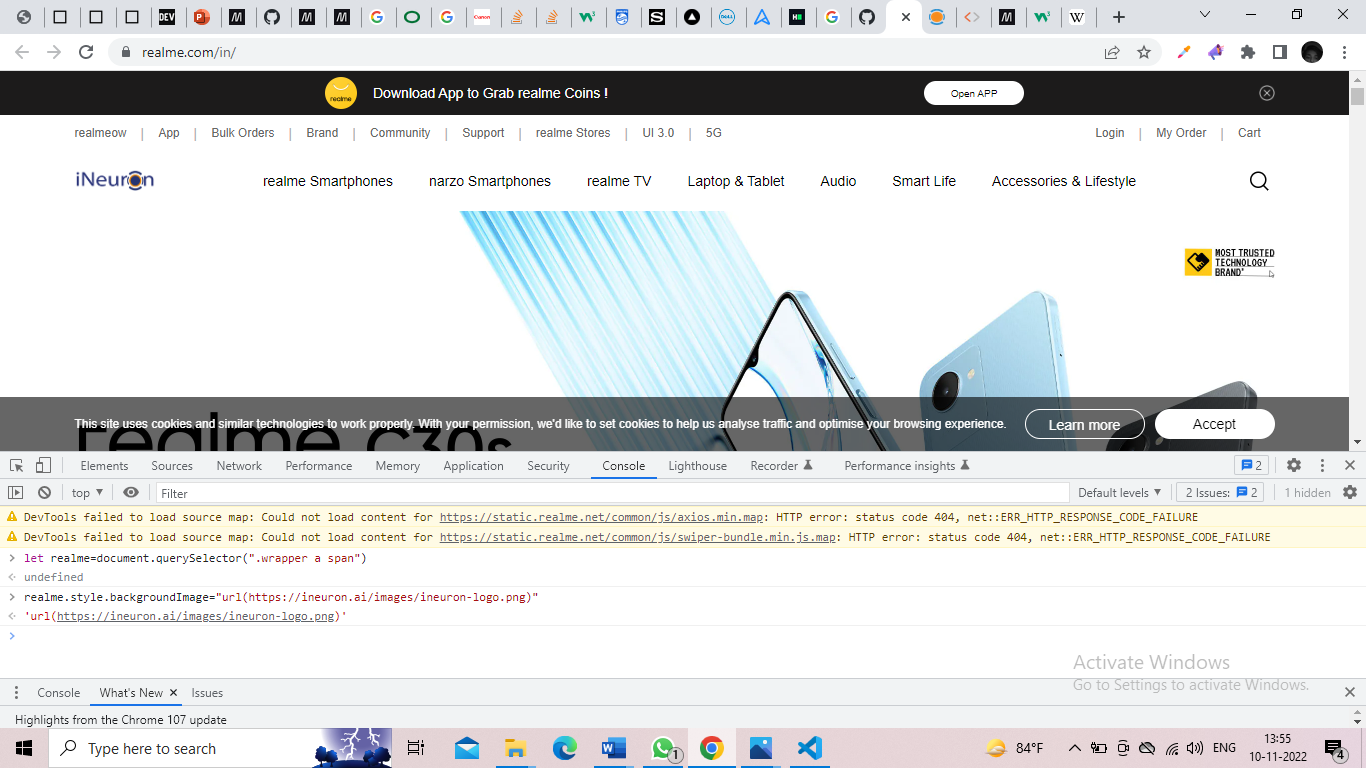 DEV
realme.com/in/
realme
Download App to Grab realme Coins !
Open APP
realmeow | App | Bulk Orders | Brand | Community | Support | realme Stores | UI 3.0 | 5G
Login | My Order | Cart
iNeuron
realme Smartphones narzo Smartphones realme TV Laptop & Tablet Audio Smart Life Accessories & Lifestyle
MOST TRUSTED
TECHNOLOGY
BRAND*
realme C30s
This site uses cookies and similar technologies to work properly. With your permission, we'd like to set cookies to help us analyse traffic and optimise your browsing experience.
Learn more
Accept
Elements Sources Network Performance Memory Application Security Console Lighthouse Recorder Performance insights 2
top Filter Default levels 2 Issues: 2 1 hidden
DevTools failed to load source map: Could not load content for https://static.realme.net/common/js/axios.min.map: HTTP error: status code 404, net::ERR_HTTP_RESPONSE_CODE_FAILURE
DevTools failed to load source map: Could not load content for https://static.realme.net/common/js/swiper-bundle.min.js.map: HTTP error: status code 404, net::ERR_HTTP_RESPONSE_CODE_FAILURE
let realme=document.querySelector(".wrapper a span")
undefined
realme.style.backgroundImage="url(https://ineuron.ai/images/ineuron-logo.png)"
'url(https://ineuron.ai/images/ineuron-logo.png)'
Activate Windows
Go to Settings to activate Windows.
Console What's New Issues
Highlights from the Chrome 107 update
Type here to search
1
84°F
ENG
13:55
10-11-2022
4